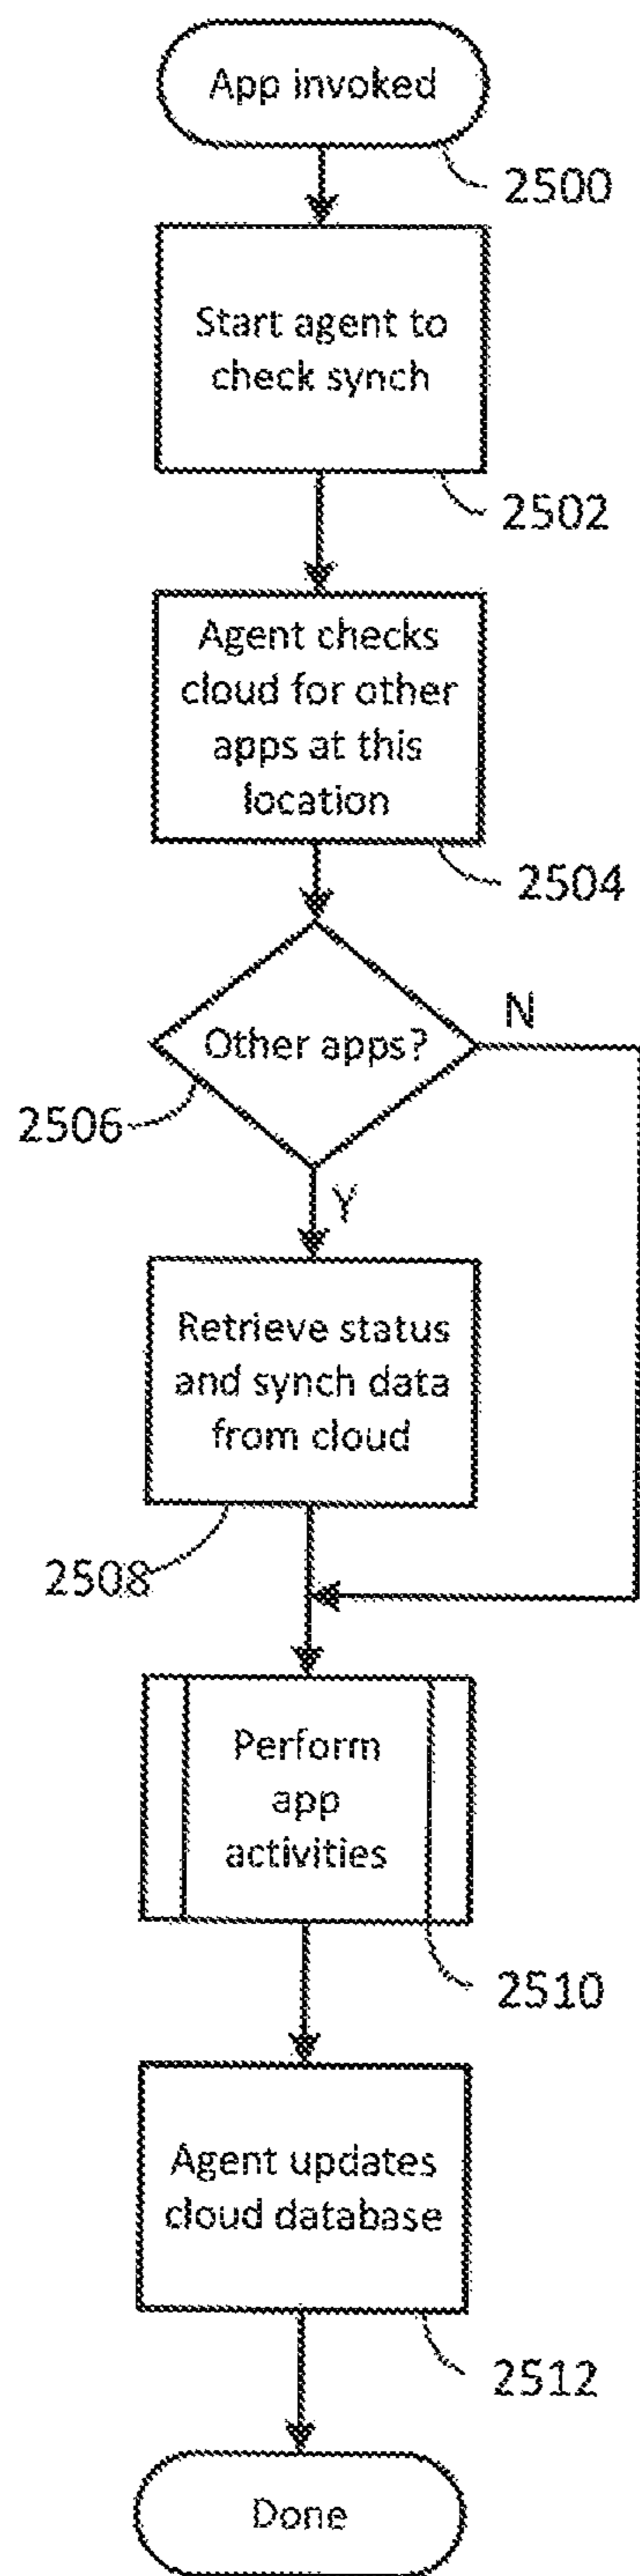 App invoked
2500
Start agent to
check synch
2502
Agent checks
cloud for other
apps at this
location
2504
Other apps?
N
2506
Y
Retrieve status
and synch data
from cloud
2508
Perform
app
activities
2510
Agent updates
cloud database
2512
Done